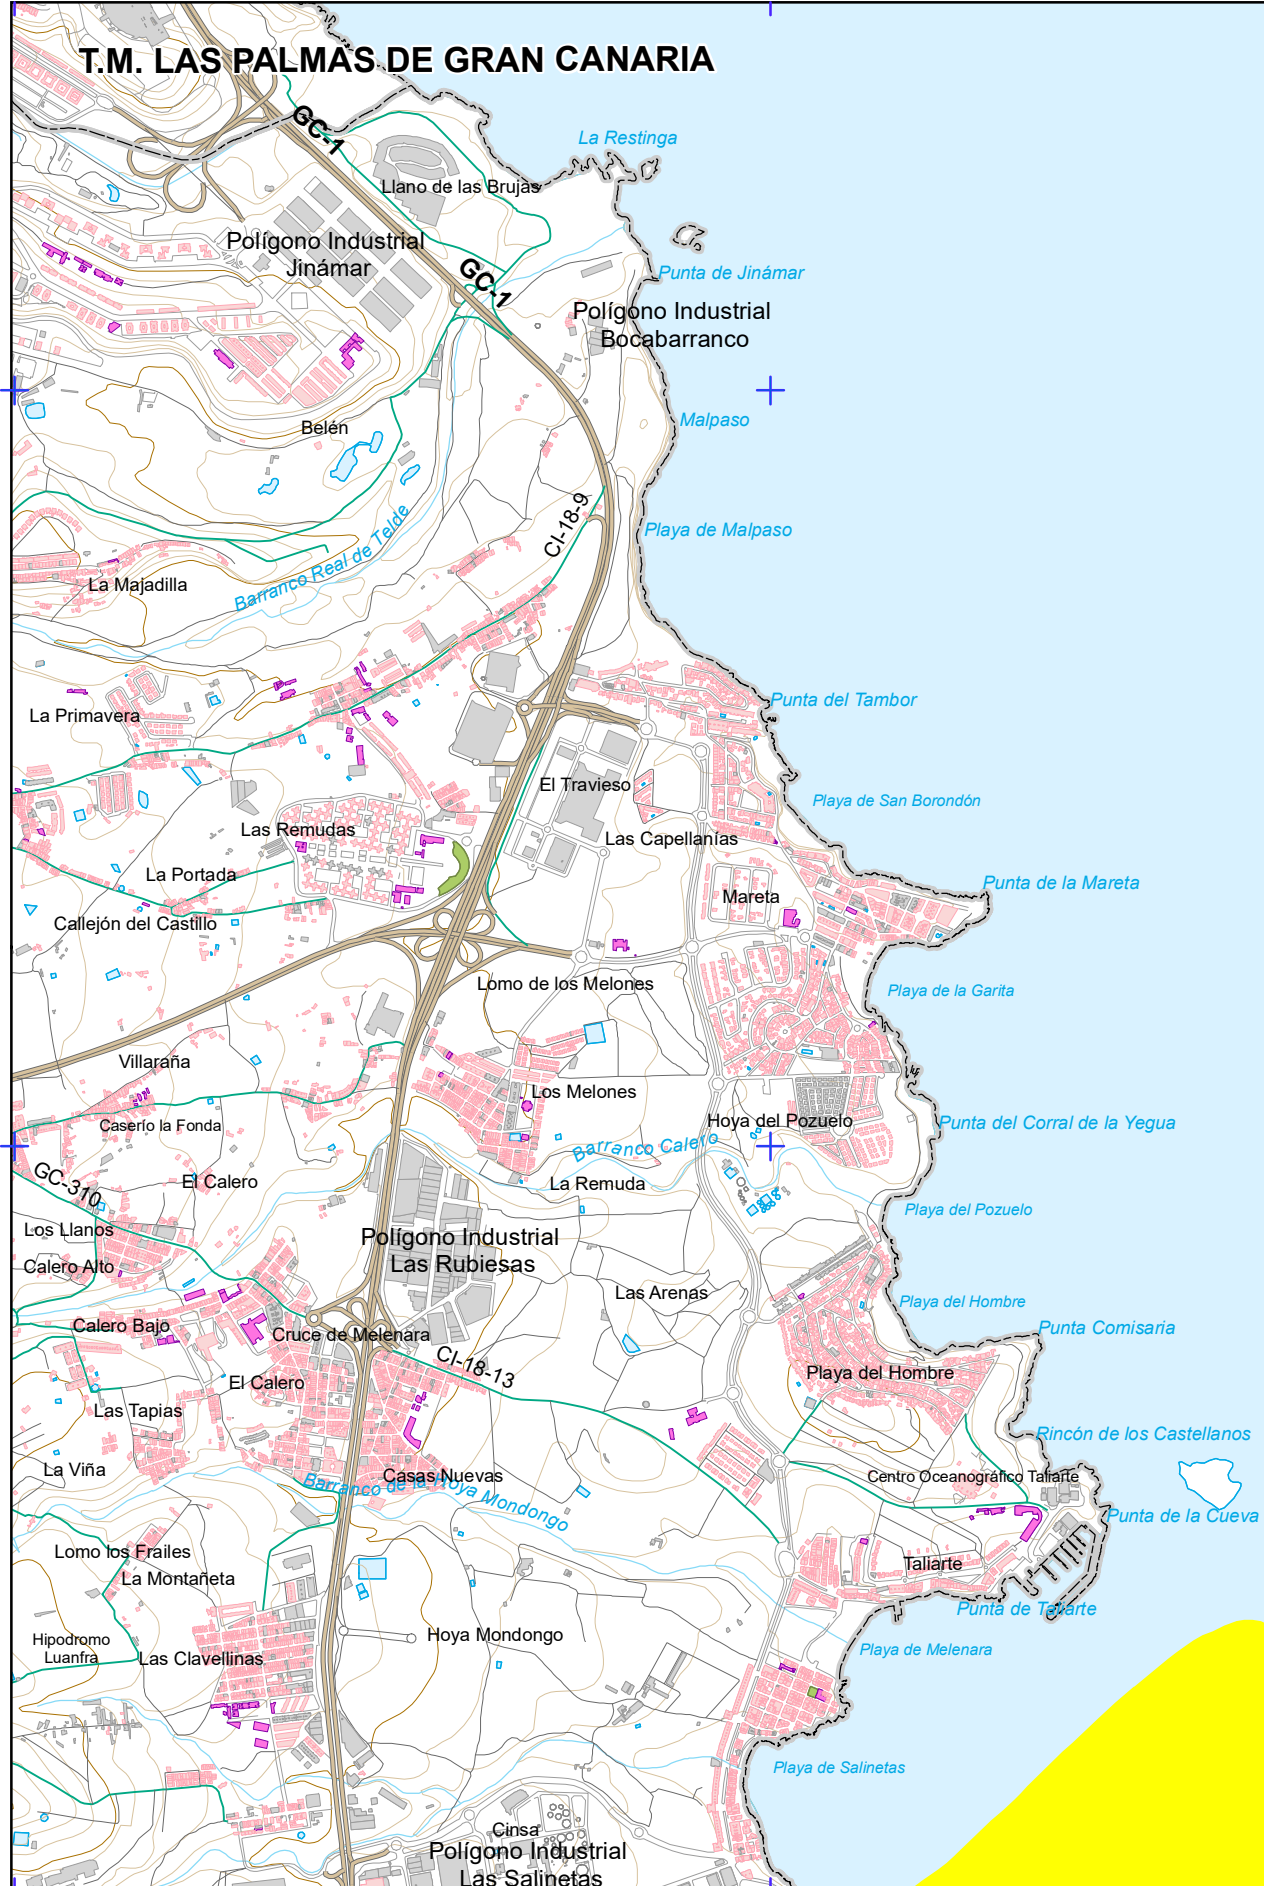 T.M. LAS PALMAS DE GRAN CANARIA
GC-1
La Restinga
Llano de las Brujas
Polígono Industrial
Jinámar
GC-1
Punta de Jinámar
Polígono Industrial
Bocabarranco
Malpaso
Belén
CI-18-9
Playa de Malpaso
Barranco Real de Telde
La Majadilla
Punta del Tambor
La Primavera
El Travieso
Playa de San Borondón
Las Remudas
Las Capellanías
La Portada
Punta de la Mareta
Mareta
Callejón del Castillo
Lomo de los Melones
Playa de la Garita
Villaraña
Los Melones
Caserío la Fonda
Hoya del Pozuelo
Punta del Corral de la Yegua
Barranco Calero
GC-310
El Calero
La Remuda
Playa del Pozuelo
Los Llanos
Polígono Industrial
Las Rubiesas
Calero Alto
Las Arenas
Playa del Hombre
Calero Bajo
Cruce de Melenara
Punta Comisaria
CI-18-13
Playa del Hombre
El Calero
Las Tapias
Rincón de los Castellanos
La Viña
Casas Nuevas
Centro Oceanográfico Taliarte
Barranco de la Hoya Mondongo
Punta de la Cueva
Lomo los Frailes
Taliarte
La Montañeta
Punta de Taliarte
Hipodromo
Luanfra
Hoya Mondongo
Las Clavellinas
Playa de Melenara
Playa de Salinetas
Cinsa
Polígono Industrial
Las Salinetas